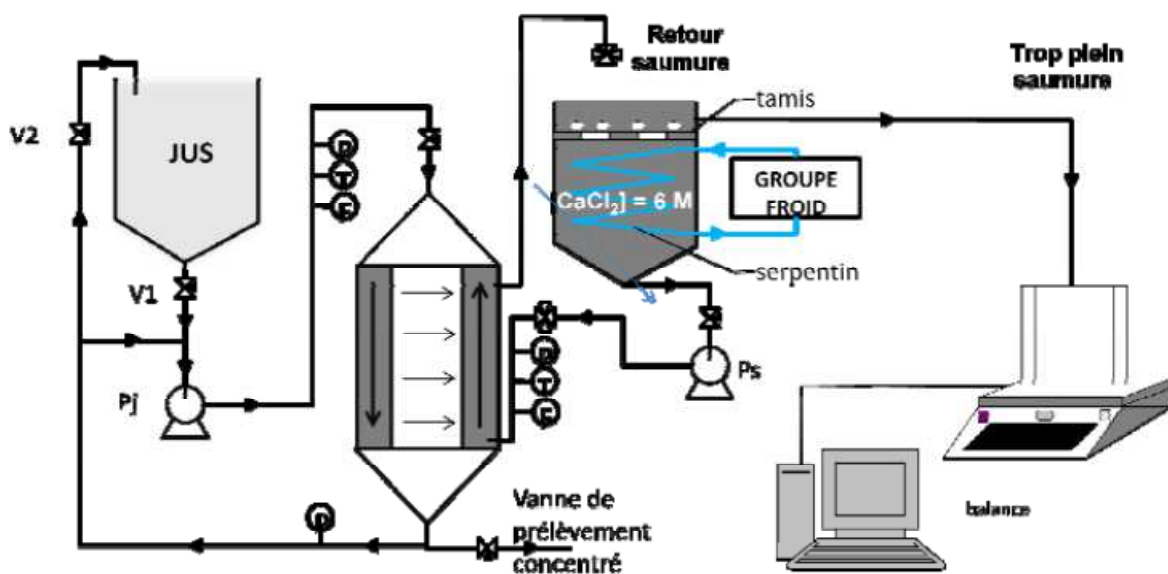 V2
JUS
V1
Pj
P
T
F
P
Retour
saumure
Trop plein
saumure
tamis
GROUPE
FROID
CaCl₂] = 6 M
serpentin
P
T
F
Ps
Vanne de
prélèvement
concentré
balance